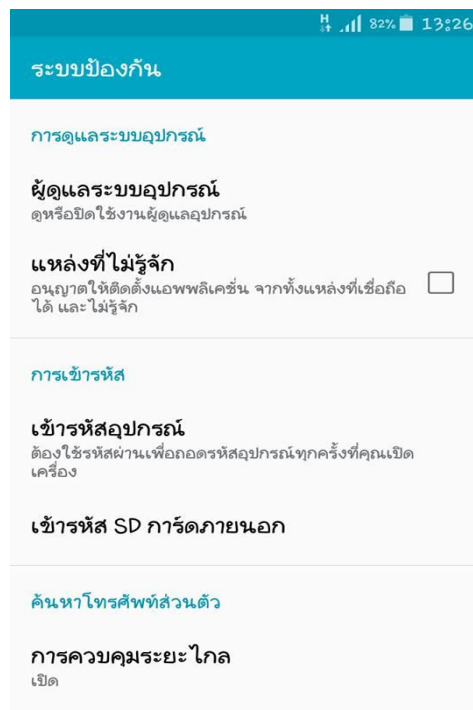 82% 13:26
ระบบป้องกัน
การดูแลระบบอุปกรณ์
ผู้ดูแลระบบอุปกรณ์
ดูหรือปิดใช้งานผู้ดูแลอุปกรณ์
แหล่งที่ไม่รู้จัก
อนุญาตให้ติดตั้งแอพพลิเคชั่น จากทั้งแหล่งที่เชื่อถือ
ได้ และไม่รู้จัก
การเข้ารหัส
เข้ารหัสอุปกรณ์
ต้องใช้รหัสผ่านเพื่อถอดรหัสอุปกรณ์ทุกครั้งที่คุณเปิด
เครื่อง
เข้ารหัส SD การ์ดภายนอก
ค้นหาโทรศัพท์ส่วนตัว
การควบคุมระยะไกล
เปิด